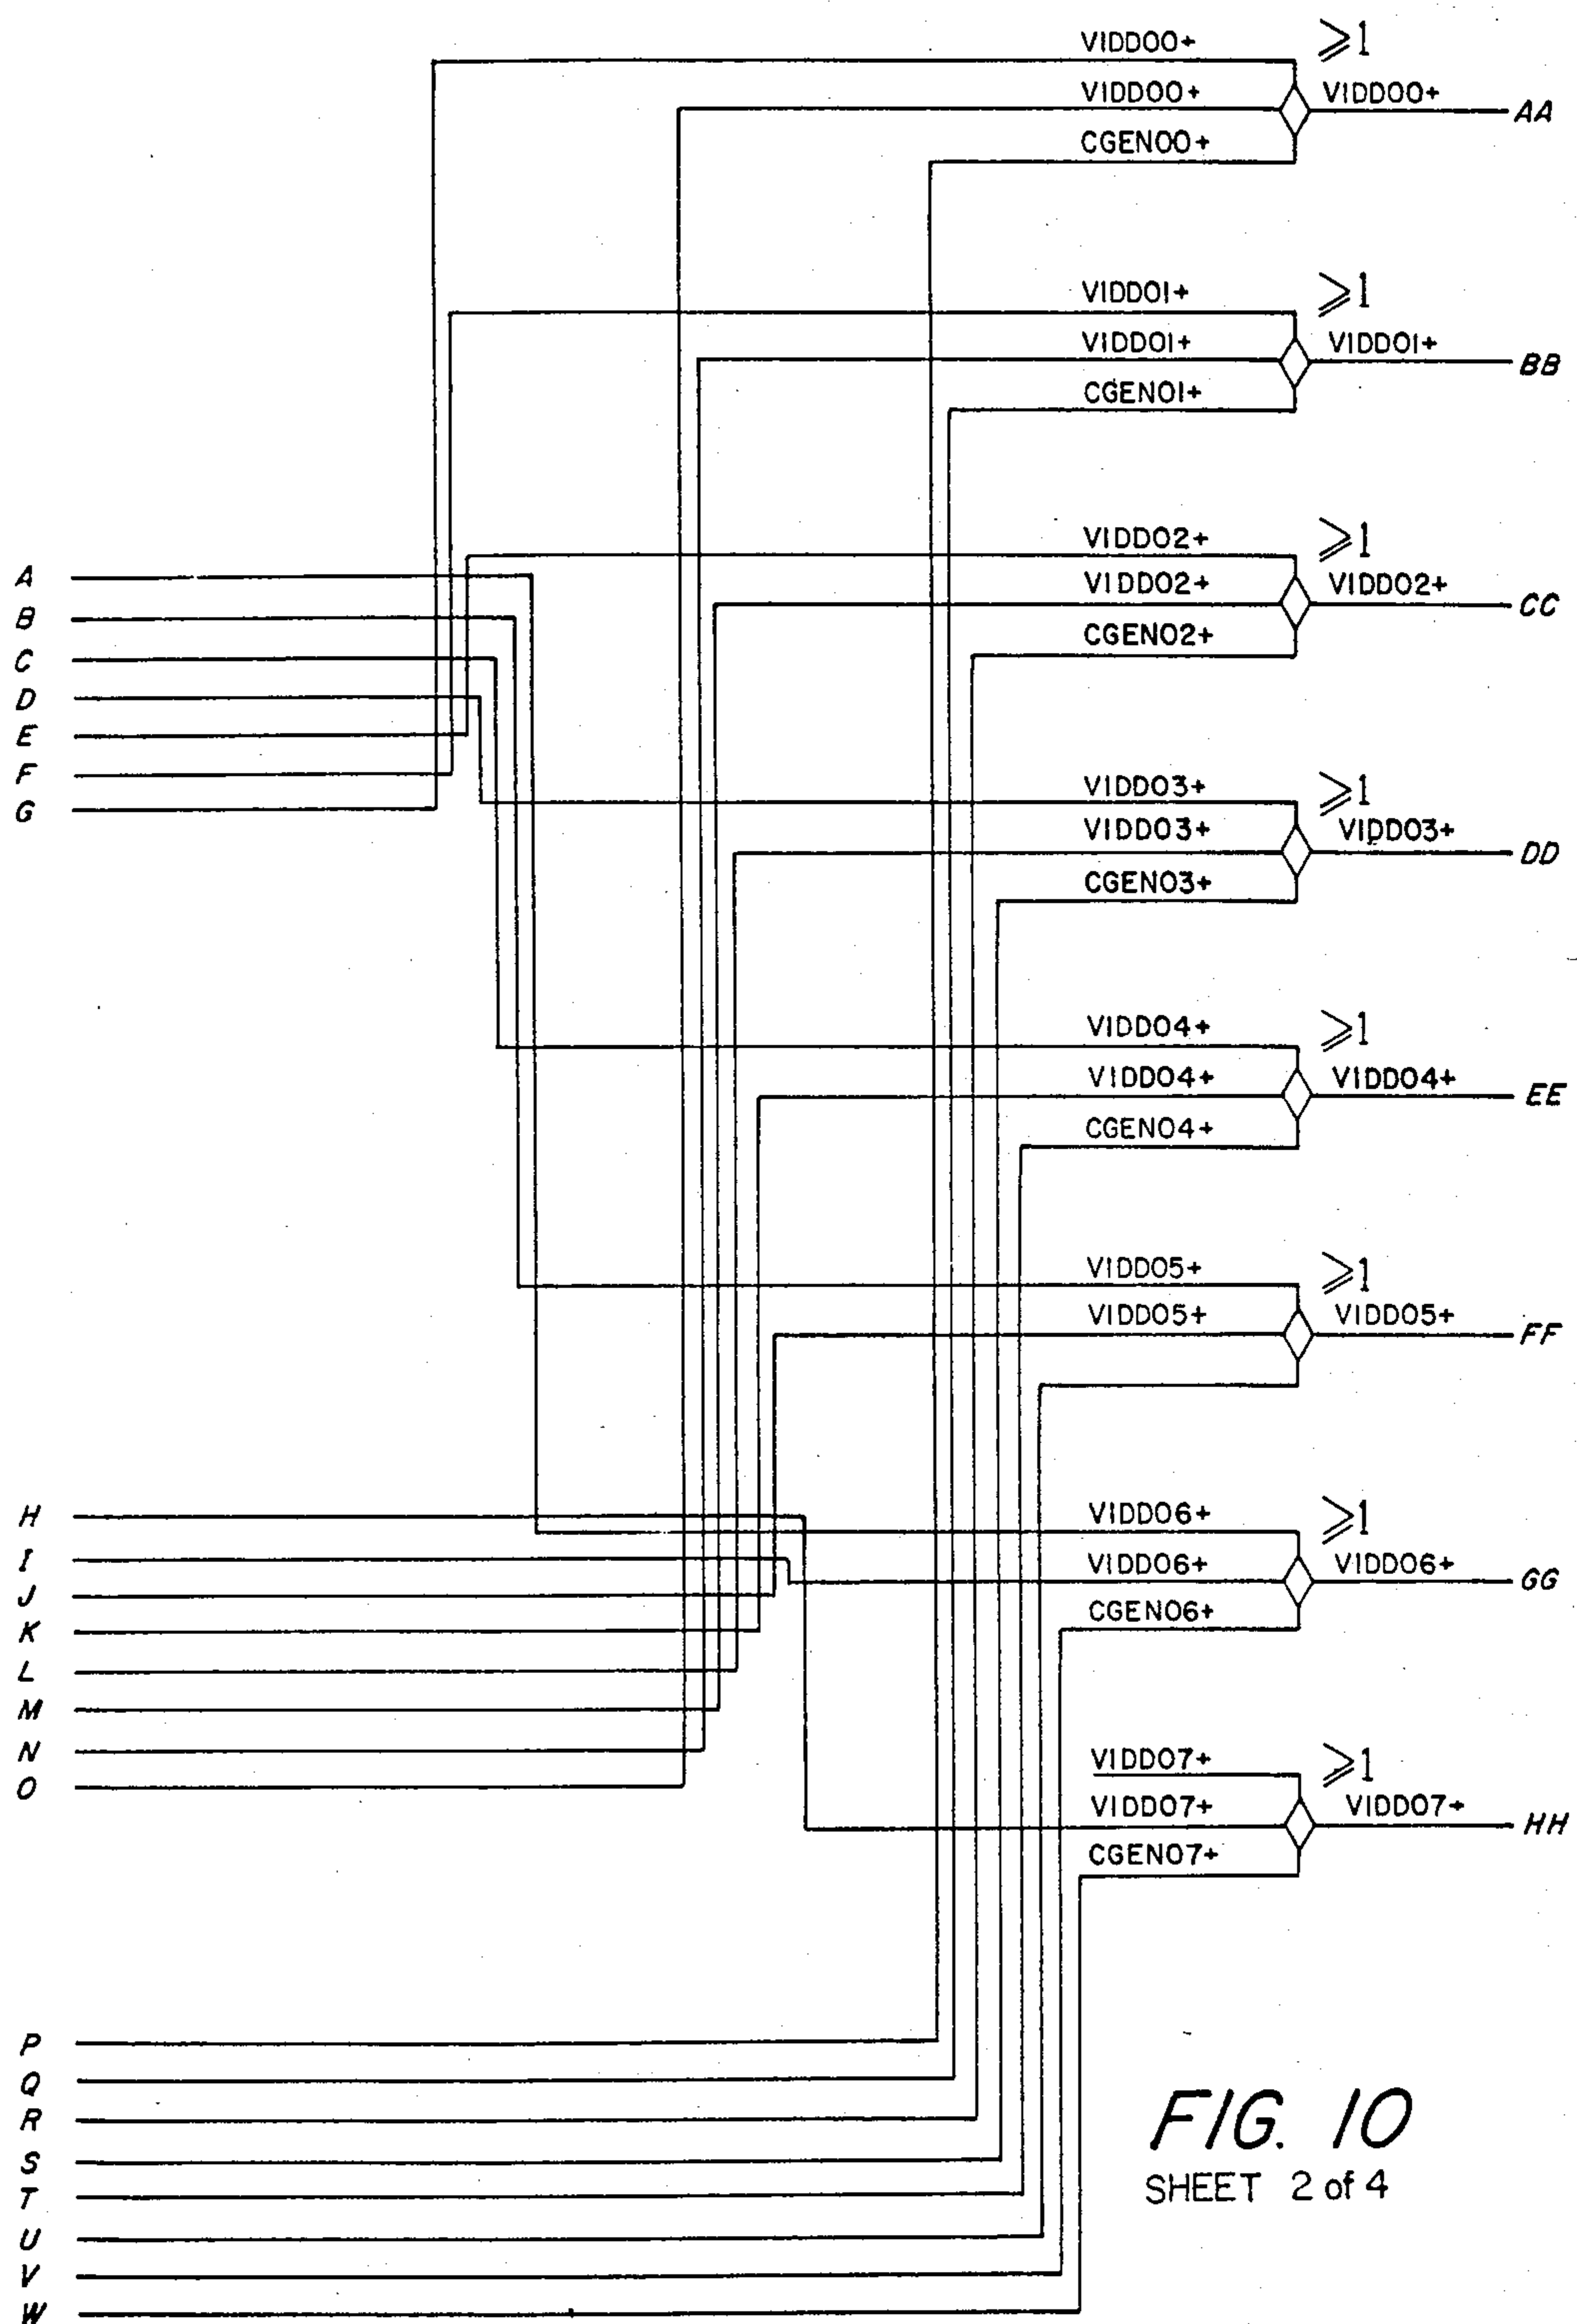 VIDD00+ ≥1
VIDD00+ VIDD00+ AA
CGEN00+
VIDD01+ ≥1
VIDD01+ VIDD01+ BB
CGEN01+
VIDD02+ ≥1
A
VIDD02+ VIDD02+ CC
B
CGEN02+
C
D
E
F
VIDD03+ ≥1
G
VIDD03+ VIDD03+ DD
CGEN03+
VIDD04+ ≥1
VIDD04+ VIDD04+ EE
CGEN04+
VIDD05+ ≥1
VIDD05+ VIDD05+ FF
H
VIDD06+ ≥1
I
VIDD06+ VIDD06+ GG
J
CGEN06+
K
L
M
N
VIDD07+ ≥1
O
VIDD07+ VIDD07+ HH
CGEN07+
P
Q
R
S
T
U
V
W
FIG. 10
SHEET 2 of 4